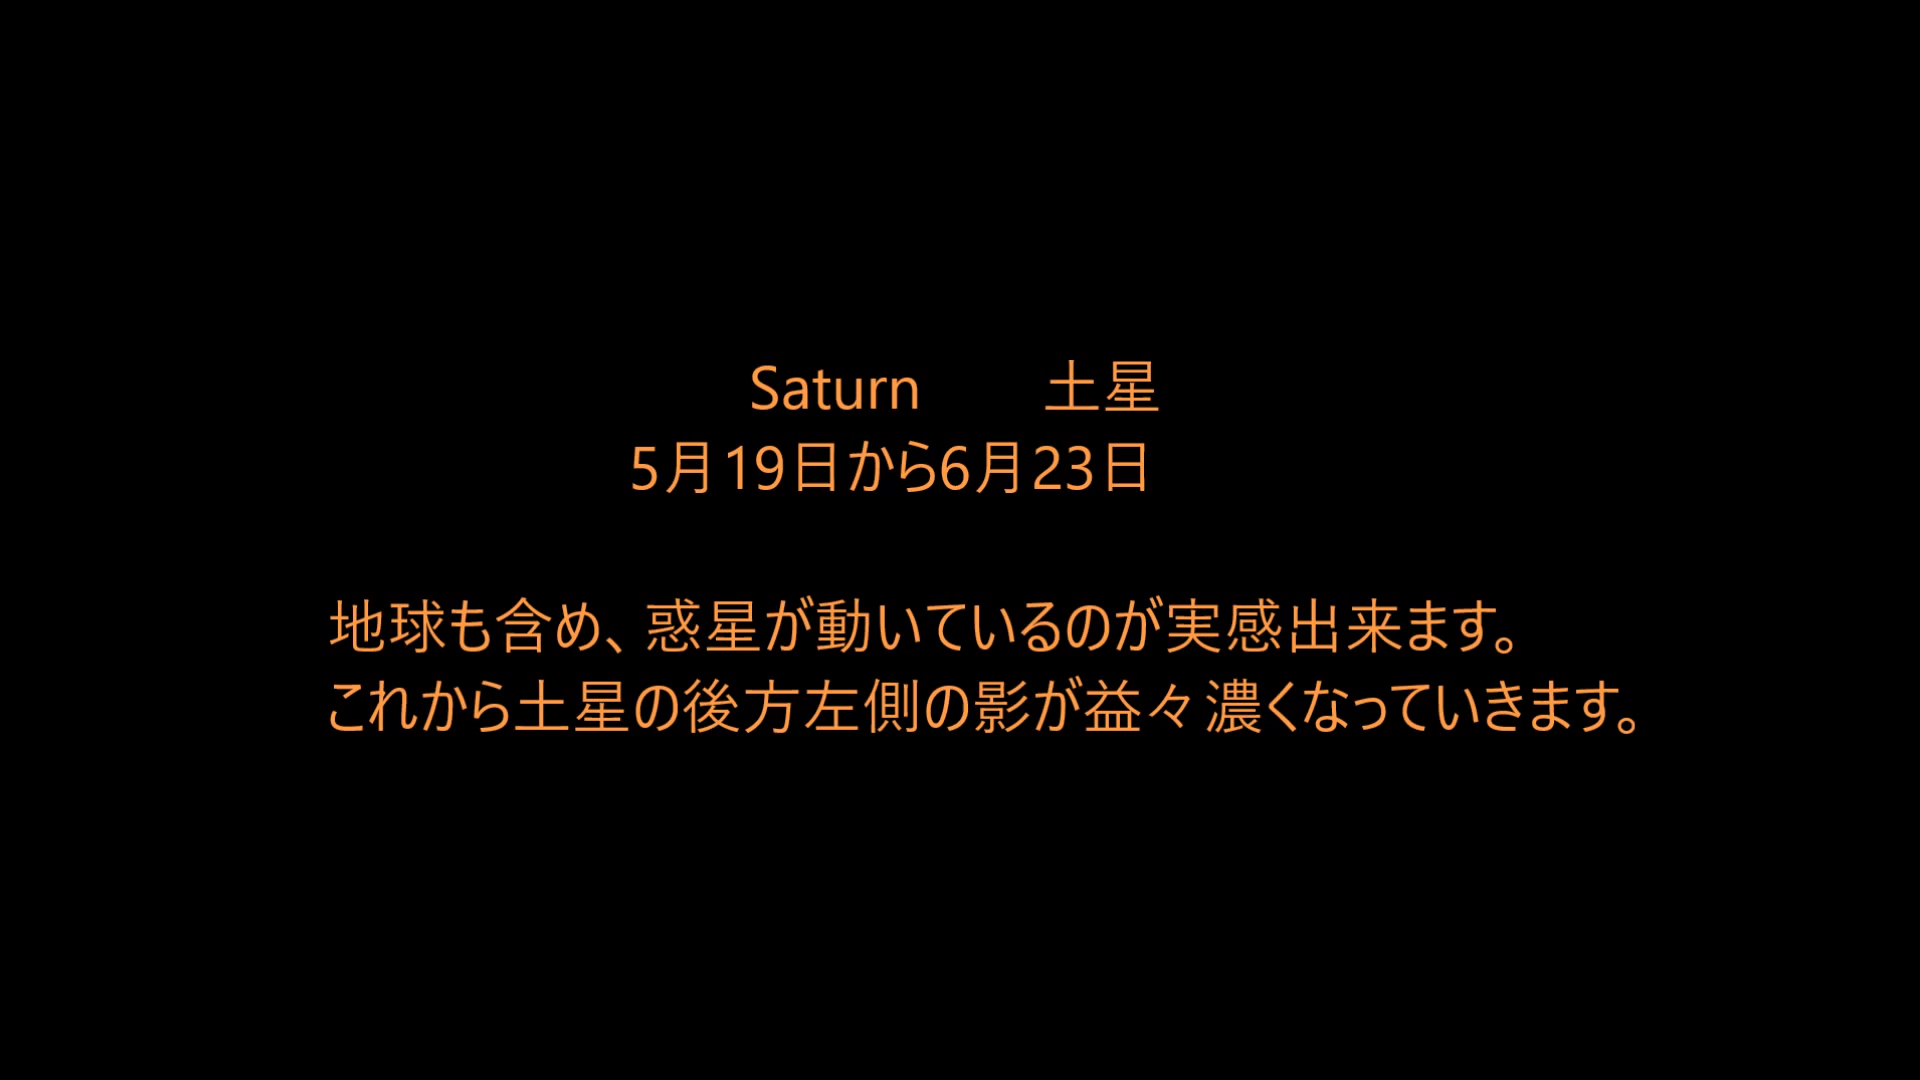 Saturn　　土星
5月19日から6月23日
地球も含め、惑星が動いているのが実感出来ます。
これから土星の後方左側の影が益々濃くなっていきます。